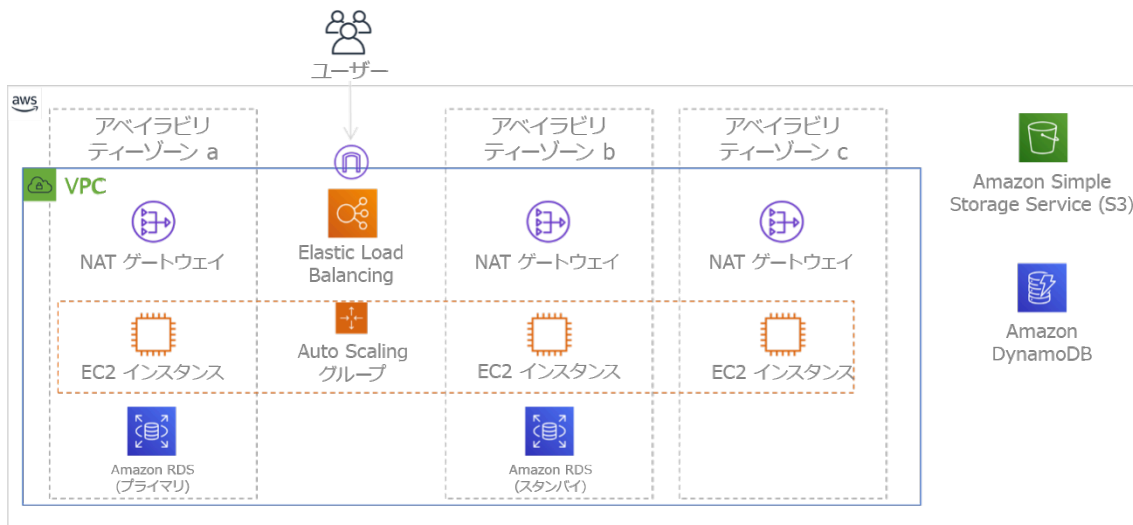 ユーザー
aws
アベイラビリ
ティーゾーン a
アベイラビリ
ティーゾーン b
アベイラビリ
ティーゾーン c
VPC
NAT ゲートウェイ
Elastic Load
Balancing
NAT ゲートウェイ
NAT ゲートウェイ
Amazon Simple
Storage Service (S3)
EC2 インスタンス
Auto Scaling
グループ
EC2 インスタンス
EC2 インスタンス
Amazon
DynamoDB
Amazon RDS
(プライマリ)
Amazon RDS
(スタンバイ)